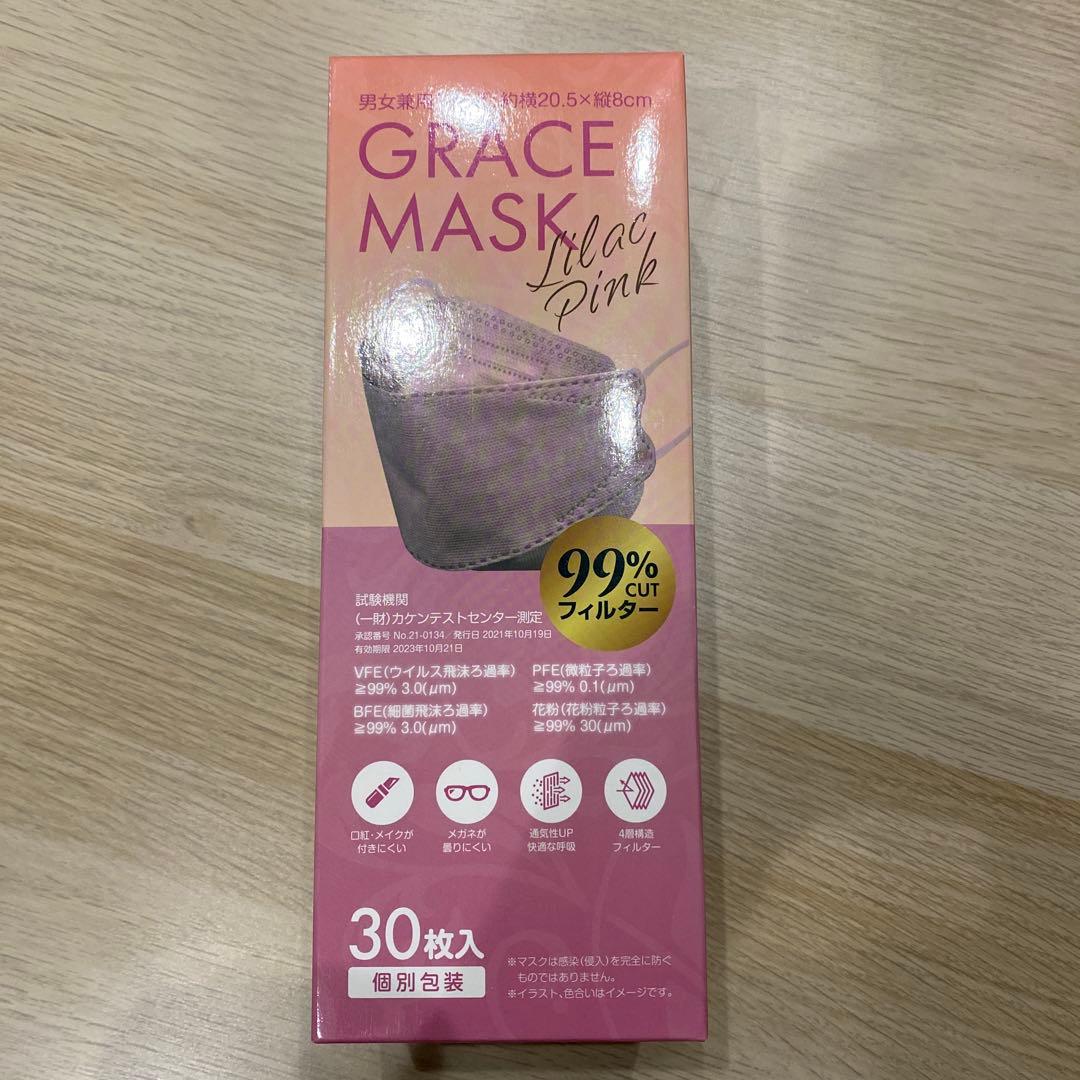 男女兼用 約横20.5×縦8cm
GRACE
MASK
Lilac
Pink
99%
CUT
フィルター
試験機関
(一財)カケンテストセンター測定
承認番号 No.21-0134/発行日 2021年10月19日
有効期限 2023年10月21日
VFE(ウイルス飛沫ろ過率)
≧99% 3.0(μm)
PFE(微粒子ろ過率)
≧99% 0.1(μm)
BFE(細菌飛沫ろ過率)
≧99% 3.0(μm)
花粉(花粉粒子ろ過率)
≧99% 30(μm)
口紅・メイクが
付きにくい
メガネが
曇りにくい
通気性UP
快適な呼吸
4層構造
フィルター
30枚入
個別包装
※マスクは感染(侵入)を完全に防ぐ
ものではありません。
※イラスト、色合いはイメージです。